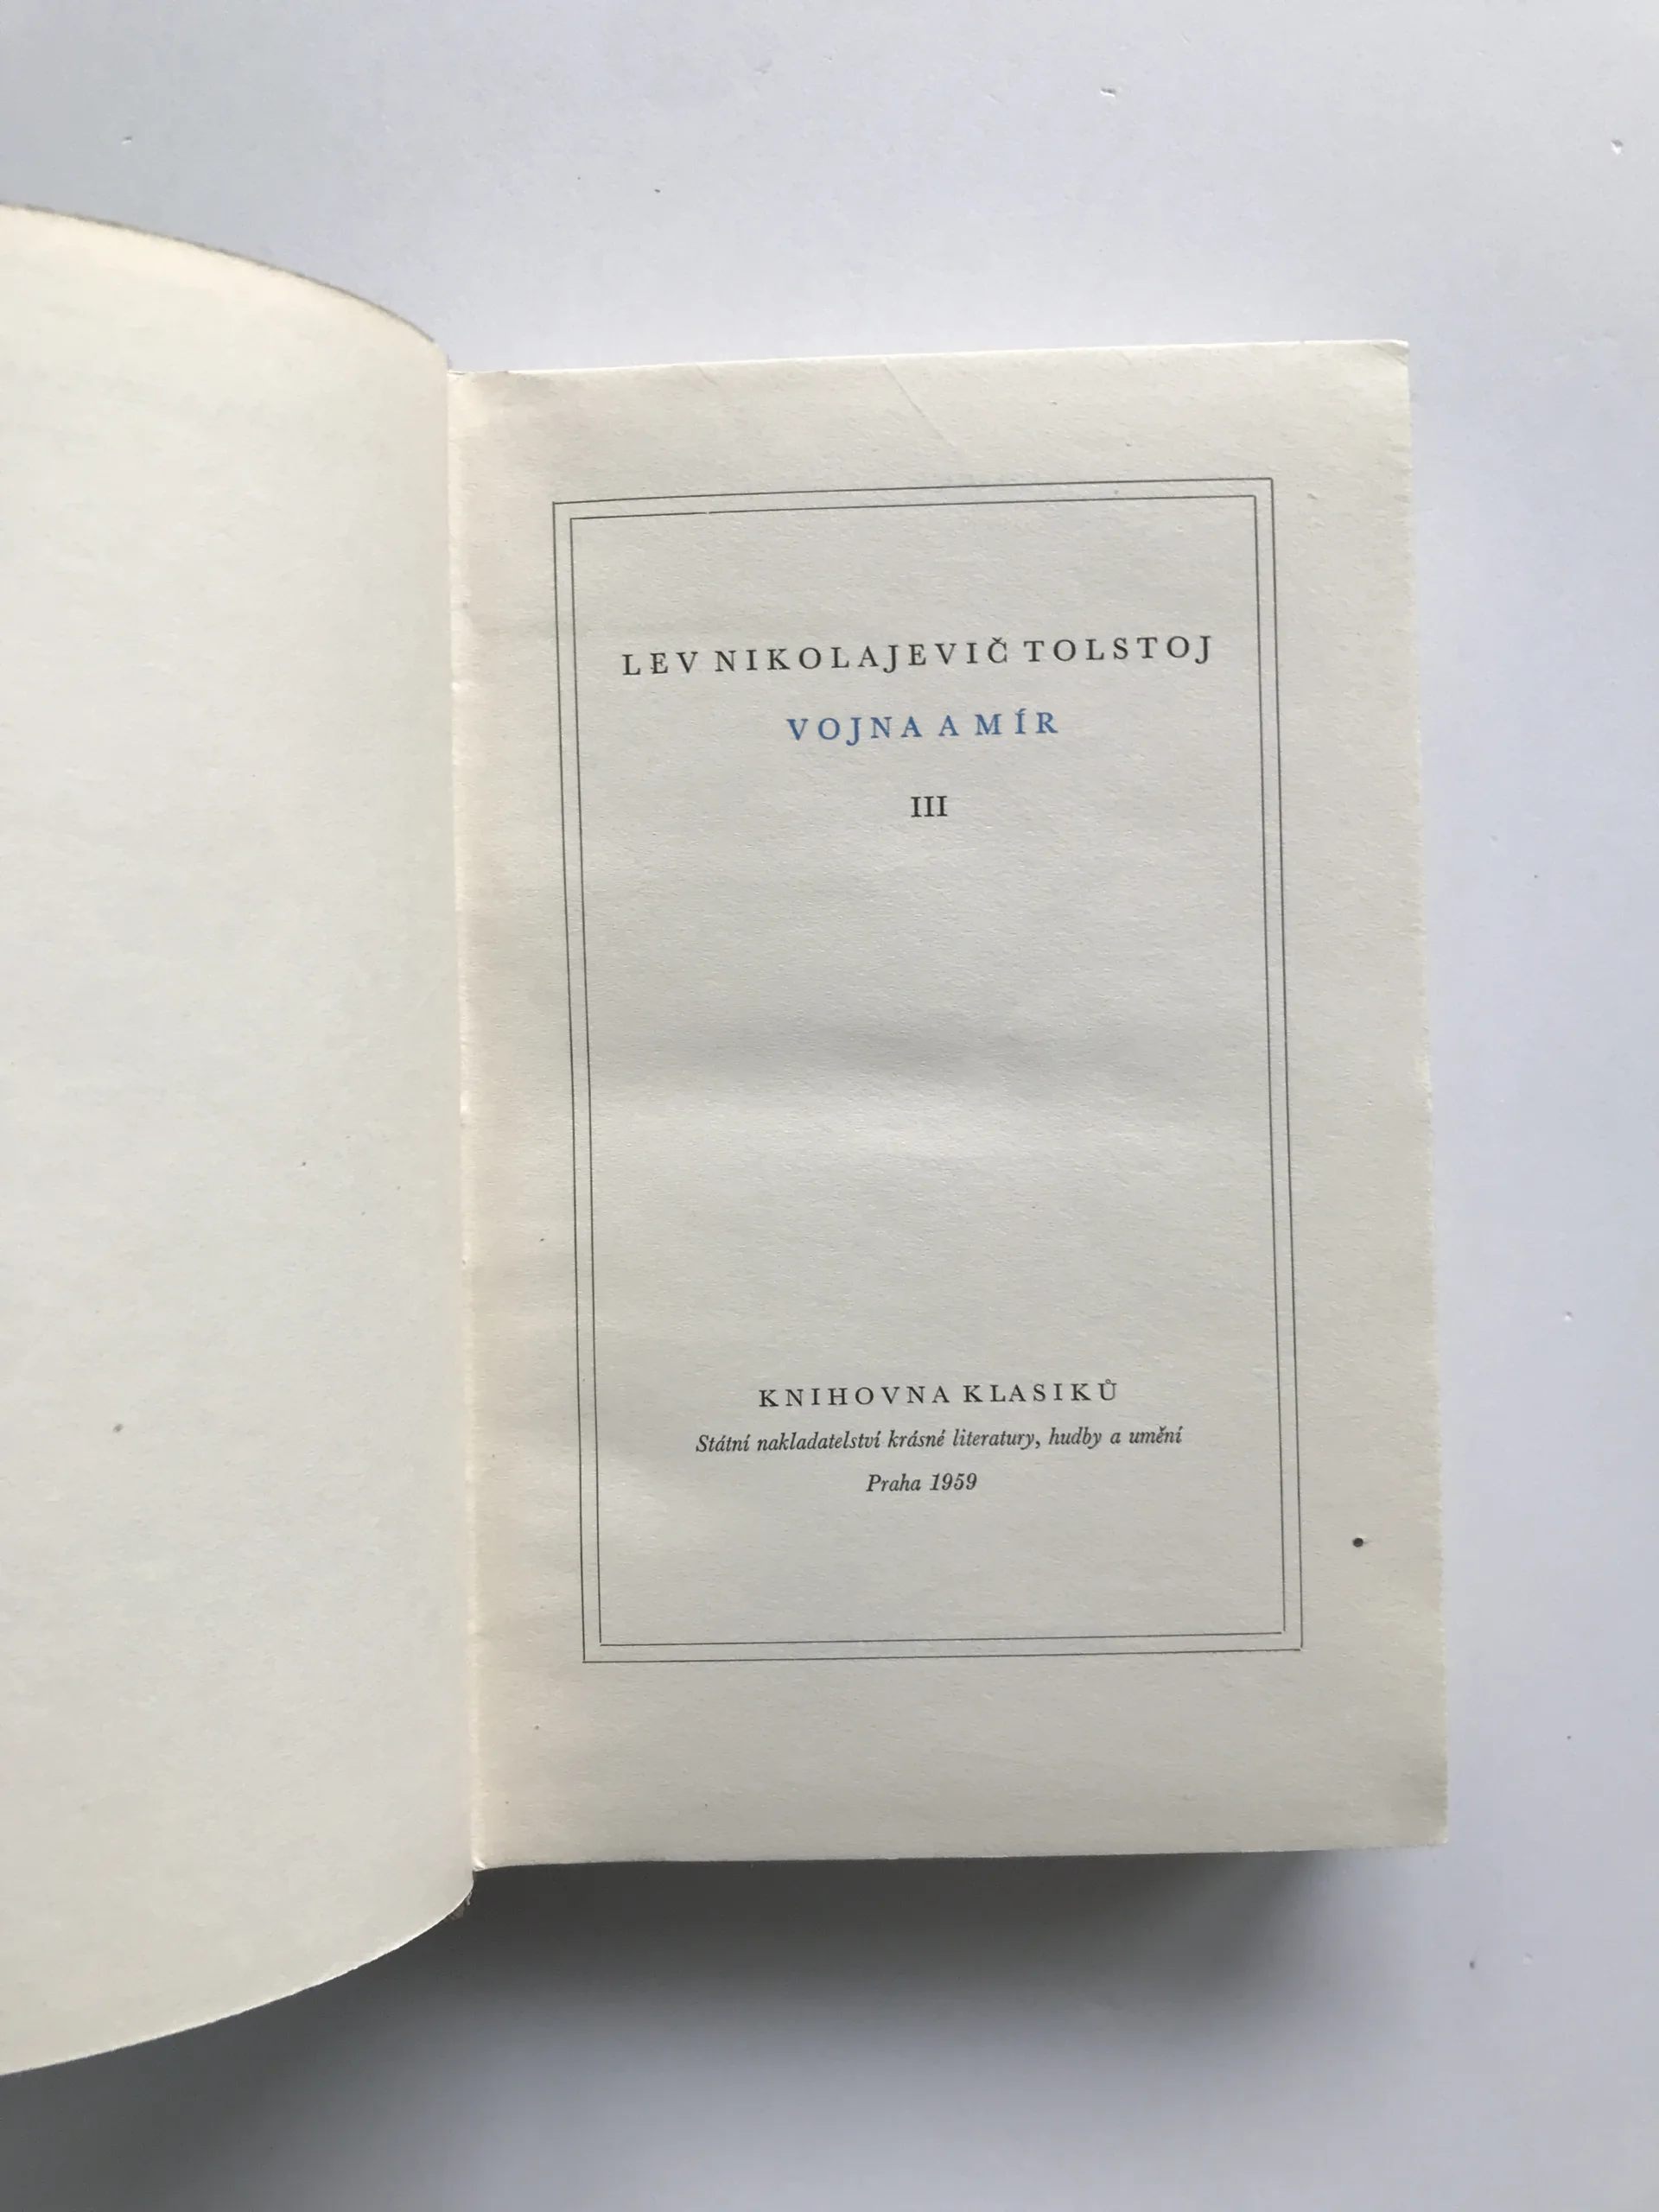 LEV NIKOLAJEVIČ TOLSTOJ
VOJNA A MÍR
III
KNIHOVNA KLASIKŮ
Státní nakladatelství krásné literatury, hudby a umění
Praha 1959